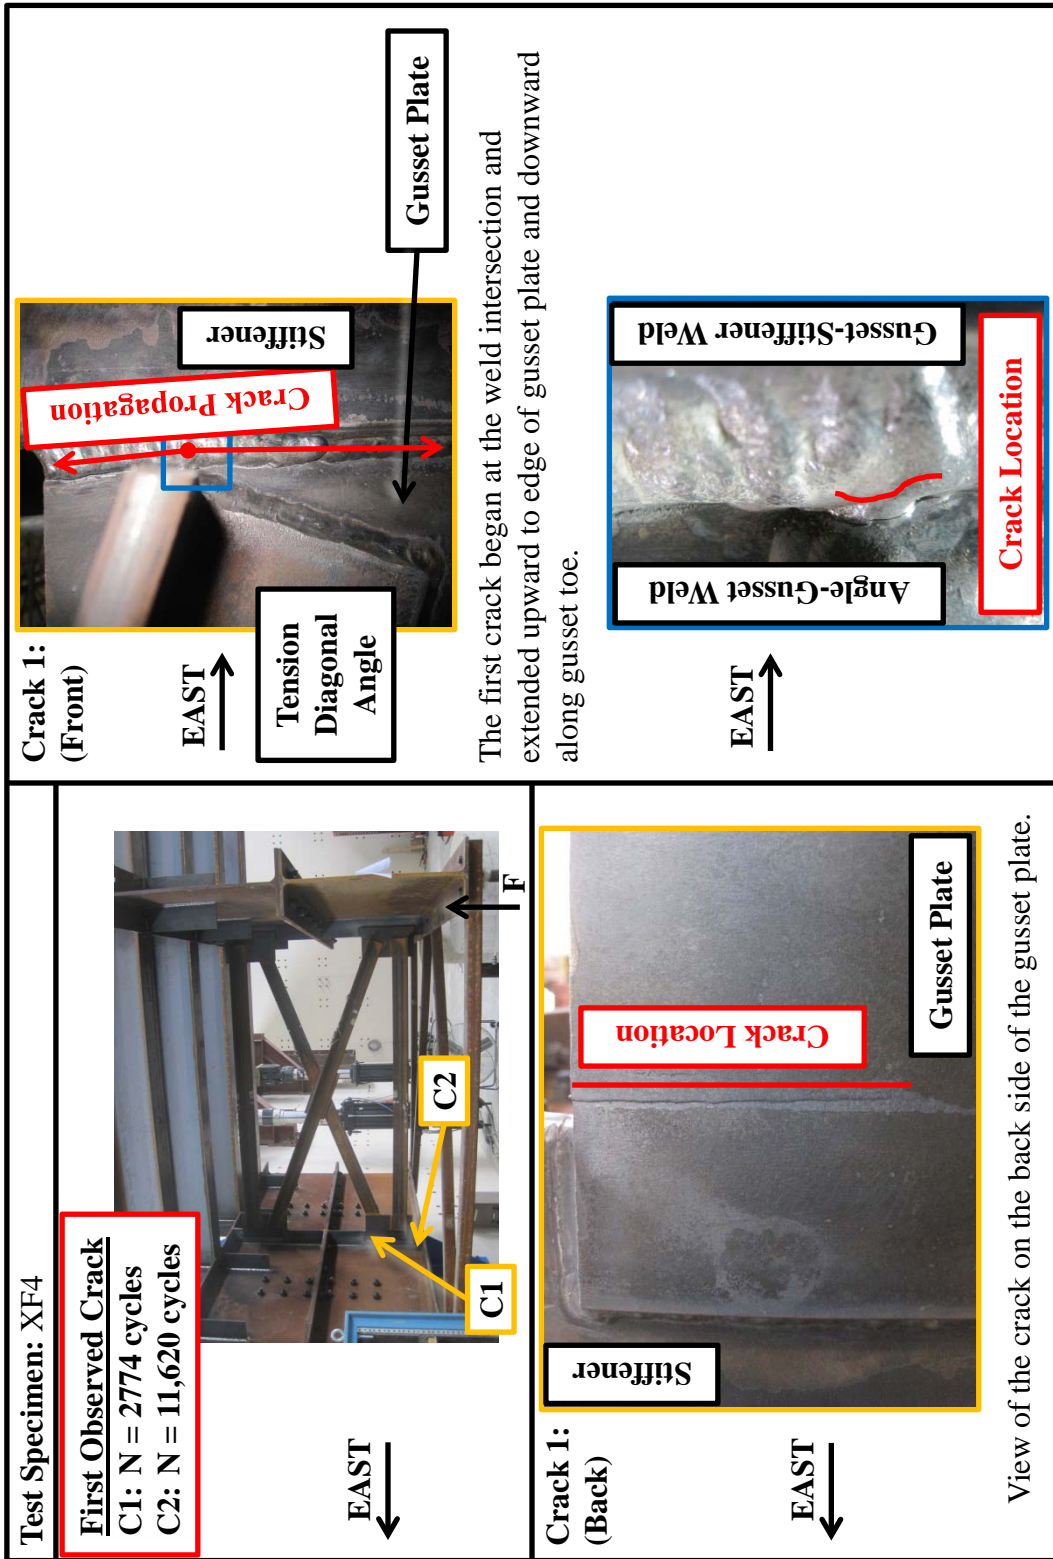 Test Specimen: XF4
First Observed Crack
C1: N = 2774 cycles
C2: N = 11,620 cycles
EAST
C1
C2
F
Crack 1:
(Front)
EAST
Tension
Diagonal
Angle
Crack Propagation
Stiffener
Gusset Plate
The first crack began at the weld intersection and
extended upward to edge of gusset plate and downward
along gusset toe.
Crack 1:
(Back)
EAST
Stiffener
Crack Location
Gusset Plate
View of the crack on the back side of the gusset plate.
EAST
Angle-Gusset Weld
Gusset-Stiffener Weld
Crack Location